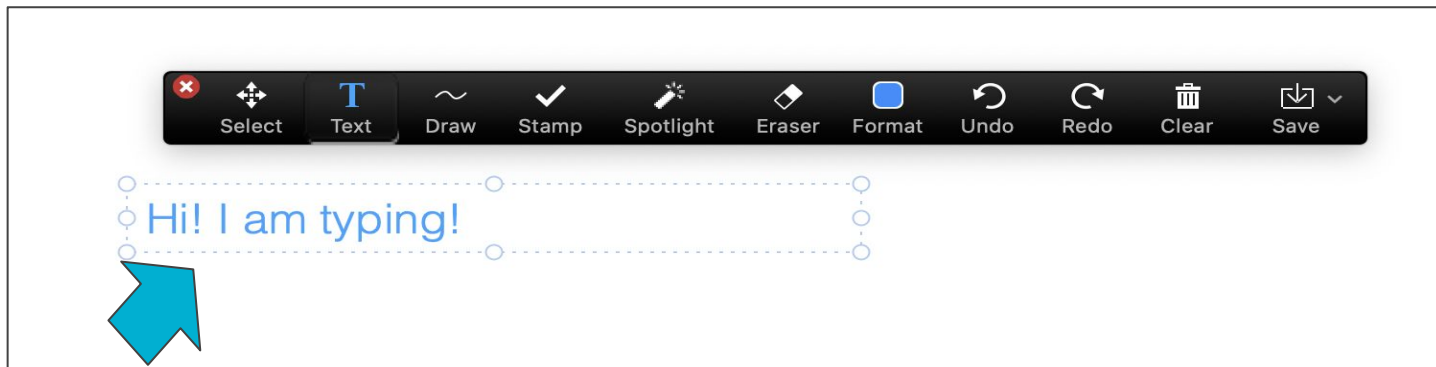 Select Text Draw Stamp Spotlight Eraser Format Undo Redo Clear Save
Hi! I am typing!